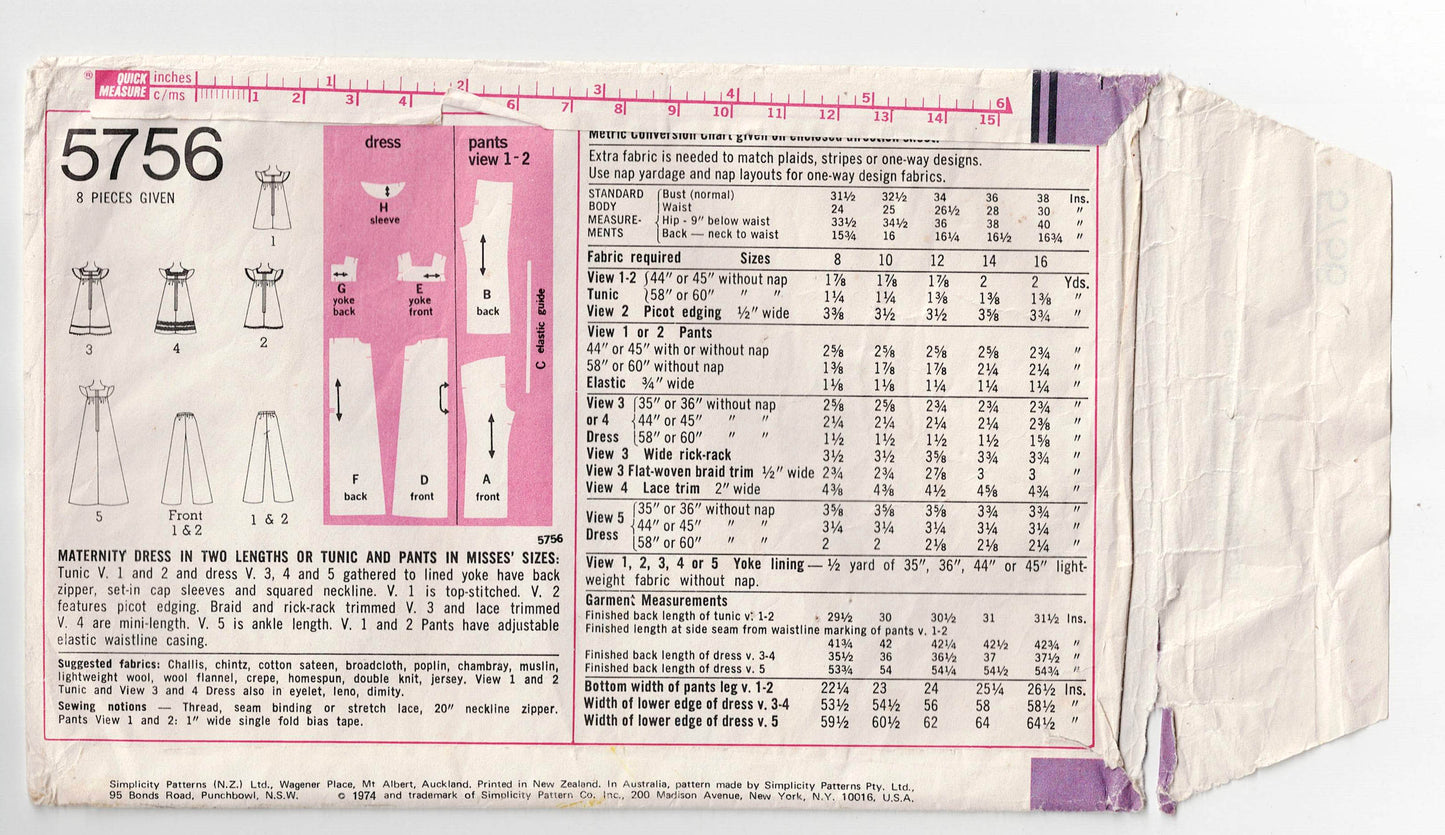 ® QUICK MEASURE inches 1 2 3 4 5 6
c/ms 1 2 3 4 5 6 7 8 9 10 11 12 13 14 15
5756
8 PIECES GIVEN
1
3 4 2
5 Front 1 & 2 1 & 2
dress
H
sleeve
G
yoke
back
E
yoke
front
F
back
D
front
pants
view 1-2
B
back
C elastic guide
A
front
5756
MATERNITY DRESS IN TWO LENGTHS OR TUNIC AND PANTS IN MISSES' SIZES:
Tunic V. 1 and 2 and dress V. 3, 4 and 5 gathered to lined yoke have back
zipper, set-in cap sleeves and squared neckline. V. 1 is top-stitched. V. 2
features picot edging. Braid and rick-rack trimmed V. 3 and lace trimmed
V. 4 are mini-length. V. 5 is ankle length. V. 1 and 2 Pants have adjustable
elastic waistline casing.
Suggested fabrics: Challis, chintz, cotton sateen, broadcloth, poplin, chambray, muslin,
lightweight wool, wool flannel, crepe, homespun, double knit, jersey. View 1 and 2
Tunic and View 3 and 4 Dress also in eyelet, leno, dimity.
Sewing notions — Thread, seam binding or stretch lace, 20" neckline zipper.
Pants View 1 and 2: 1" wide single fold bias tape.
Metric Conversion Chart given on enclosed direction sheet.
Extra fabric is needed to match plaids, stripes or one-way designs.
Use nap yardage and nap layouts for one-way design fabrics.
STANDARD Bust (normal) 31½ 32½ 34 36 38 Ins.
BODY Waist 24 25 26½ 28 30 "
MEASURE- Hip - 9" below waist 33½ 34½ 36 38 40 "
MENTS Back — neck to waist 15¾ 16 16¼ 16½ 16¾ "
Fabric required Sizes 8 10 12 14 16
View 1-2 44" or 45" without nap 1⅞ 1⅞ 1⅞ 2 2 Yds.
Tunic 58" or 60" " " 1¼ 1¼ 1⅜ 1⅜ 1⅜ "
View 2 Picot edging ½" wide 3⅜ 3½ 3½ 3⅝ 3¾ "
View 1 or 2 Pants
44" or 45" with or without nap 2⅝ 2⅝ 2⅝ 2⅝ 2¾ "
58" or 60" without nap 1⅜ 1⅞ 1⅞ 2¼ 2¼ "
Elastic ¾" wide 1⅛ 1⅛ 1¼ 1¼ 1¼ "
View 3 35" or 36" without nap 2⅝ 2⅝ 2¾ 2¾ 2¾ "
or 4 44" or 45" " " 2¼ 2¼ 2¼ 2¼ 2⅜ "
Dress 58" or 60" " " 1½ 1½ 1½ 1½ 1⅝ "
View 3 Wide rick-rack 3½ 3½ 3⅝ 3¾ 3¾ "
View 3 Flat-woven braid trim ½" wide 2¾ 2¾ 2⅞ 3 3 "
View 4 Lace trim 2" wide 4⅜ 4⅜ 4½ 4⅝ 4¾ "
View 5 35" or 36" without nap 3⅝ 3⅝ 3⅝ 3¾ 3¾ "
Dress 44" or 45" " " 3¼ 3¼ 3¼ 3¼ 3¼ "
58" or 60" " " 2 2 2⅛ 2⅛ 2¼ "
View 1, 2, 3, 4 or 5 Yoke lining — ½ yard of 35", 36", 44" or 45" light-
weight fabric without nap.
Garment Measurements
Finished back length of tunic v. 1-2 29½ 30 30½ 31 31½ Ins.
Finished length at side seam from waistline marking of pants v. 1-2
41¾ 42 42¼ 42½ 42¾ "
Finished back length of dress v. 3-4 35½ 36 36½ 37 37½ "
Finished back length of dress v. 5 53¾ 54 54¼ 54½ 54¾ "
Bottom width of pants leg v. 1-2 22¼ 23 24 25¼ 26½ Ins.
Width of lower edge of dress v. 3-4 53½ 54½ 56 58 58½ "
Width of lower edge of dress v. 5 59½ 60½ 62 64 64½ "
Simplicity Patterns (N.Z.) Ltd., Wagener Place, Mt Albert, Auckland. Printed in New Zealand. In Australia, pattern made by Simplicity Patterns Pty. Ltd.,
95 Bonds Road, Punchbowl, N.S.W. © 1974 and trademark of Simplicity Pattern Co. Inc., 200 Madison Avenue, New York, N.Y. 10016, U.S.A.